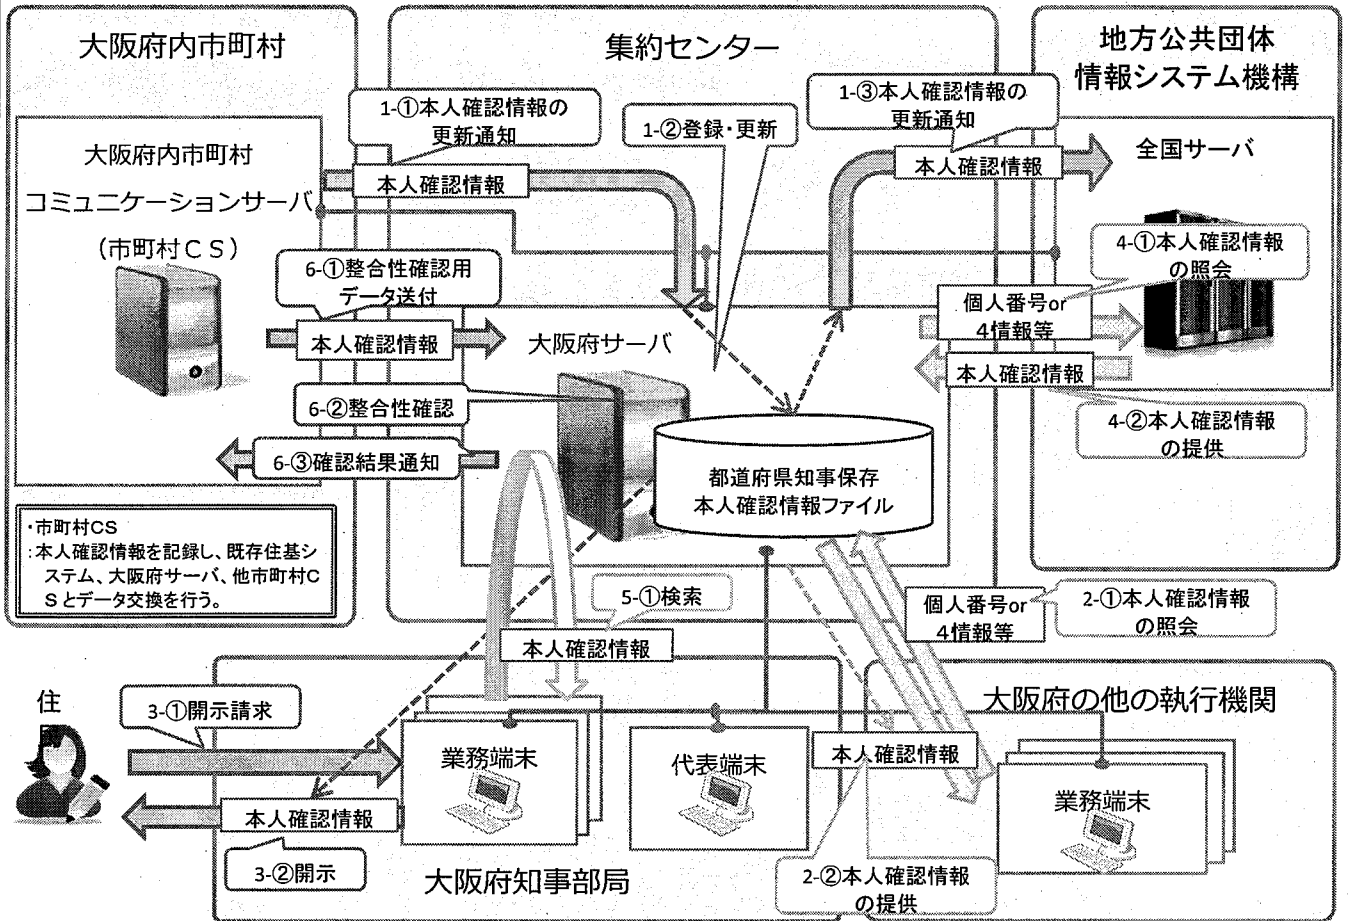 大阪府内市町村
集約センター
地方公共団体
情報システム機構
1-①本人確認情報の
更新通知
1-②登録・更新
1-③本人確認情報の
更新通知
大阪府内市町村
コミュニケーションサーバ
(市町村CS)
本人確認情報
本人確認情報
全国サーバ
6-①整合性確認用
データ送付
4-①本人確認情報
の照会
個人番号or
4情報等
本人確認情報
大阪府サーバ
本人確認情報
6-②整合性確認
4-②本人確認情報
の提供
6-③確認結果通知
都道府県知事保存
本人確認情報ファイル
・市町村CS
:本人確認情報を記録し、既存住基シ
ステム、大阪府サーバ、他市町村C
Sとデータ交換を行う。
5-①検索
個人番号or
4情報等
2-①本人確認情報
の照会
本人確認情報
住
3-①開示請求
大阪府の他の執行機関
業務端末
代表端末
本人確認情報
業務端末
本人確認情報
3-②開示
大阪府知事部局
2-②本人確認情報
の提供